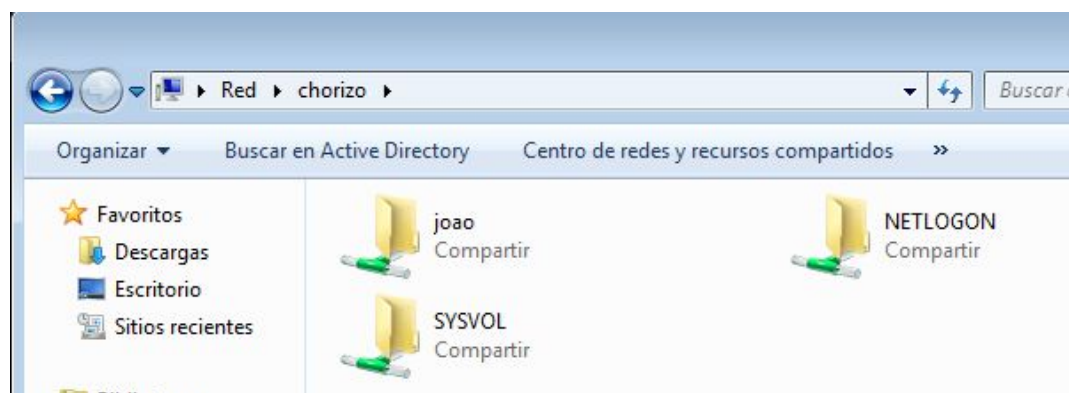 Red ▸ chorizo ▸
Buscar
Organizar
Buscar en Active Directory
Centro de redes y recursos compartidos
»
Favoritos
Descargas
Escritorio
Sitios recientes
joao
Compartir
NETLOGON
Compartir
SYSVOL
Compartir